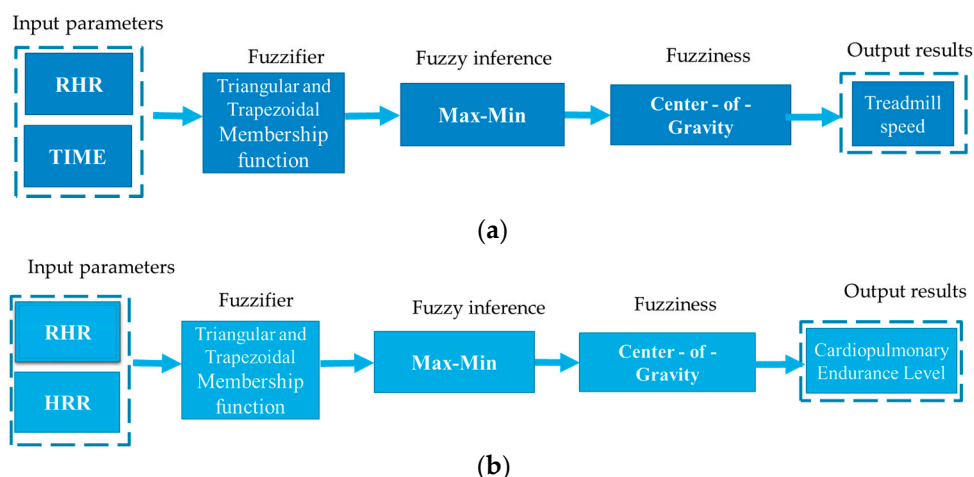 Input parameters
Fuzzifier
Fuzzy inference
Fuzziness
Output results
RHR
TIME
Triangular and
Trapezoidal
Membership
function
Max-Min
Center - of -
Gravity
Treadmill
speed
(a)
Input parameters
Fuzzifier
Fuzzy inference
Fuzziness
Output results
RHR
HRR
Triangular and
Trapezoidal
Membership
function
Max-Min
Center - of -
Gravity
Cardiopulmonary
Endurance Level
(b)